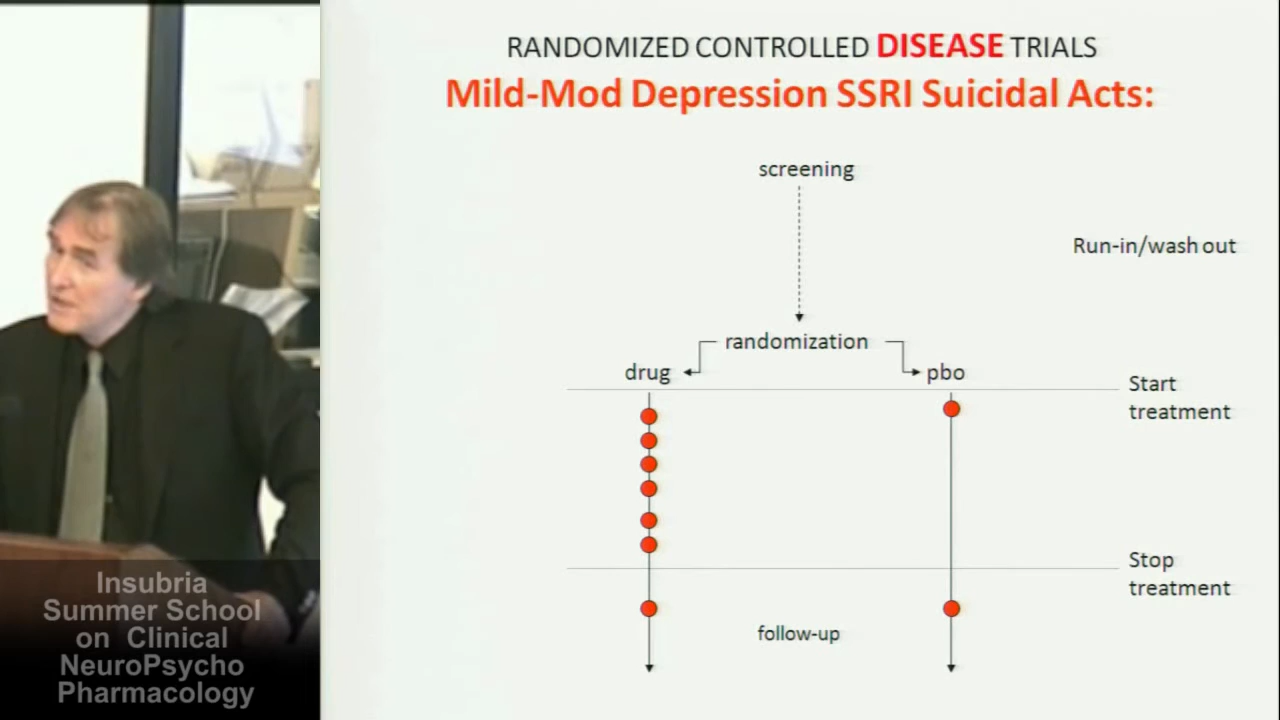 RANDOMIZED CONTROLLED DISEASE TRIALS
Mild-Mod Depression SSRI Suicidal Acts:
screening
Run-in/wash out
randomization
drug
pbo
Start
treatment
Stop
treatment
follow-up
Insubria
Summer School
on Clinical
NeuroPsycho
Pharmacology